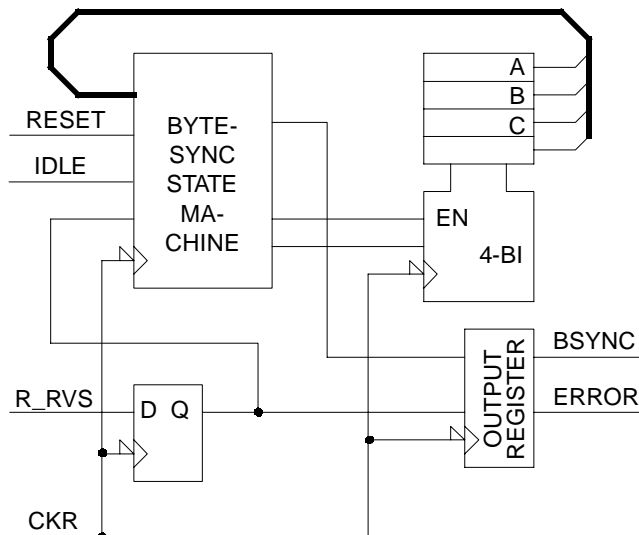 A
B
C
RESET
IDLE
BYTE-
SYNC
STATE
MA-
CHINE
EN
4-BI
BSYNC
ERROR
OUTPUT
REGISTER
R_RVS
D Q
CKR